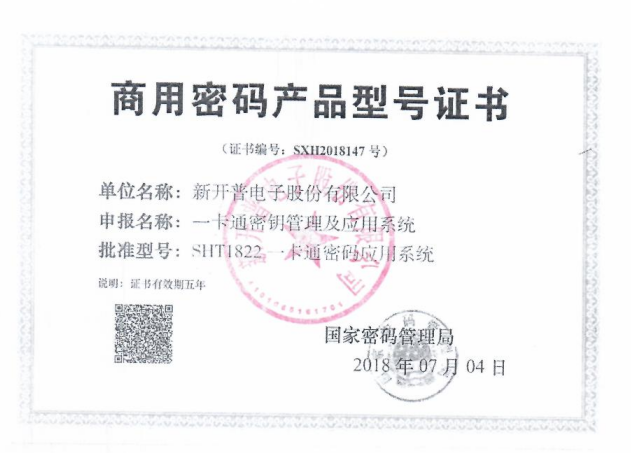 商用密码产品型号证书
（证书编号：SXH2018147号）
单位名称：新开普电子股份有限公司
申报名称：一卡通密钥管理及应用系统
批准型号：SHT1822一卡通密码应用系统
说明：证书有效期五年
国家密码管理局
2018年07月04日